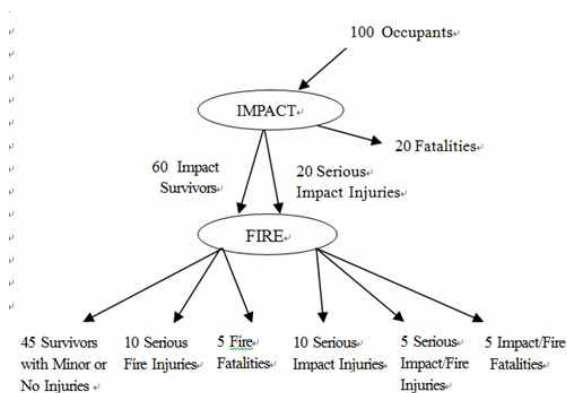 100 Occupants
IMPACT
20 Fatalities
60 Impact
Survivors
20 Serious
Impact Injuries
FIRE
45 Survivors
with Minor or
No Injuries
10 Serious
Fire Injuries
5 Fire
Fatalities
10 Serious
Impact Injuries
5 Serious
Impact/Fire
Injuries
5 Impact/Fire
Fatalities